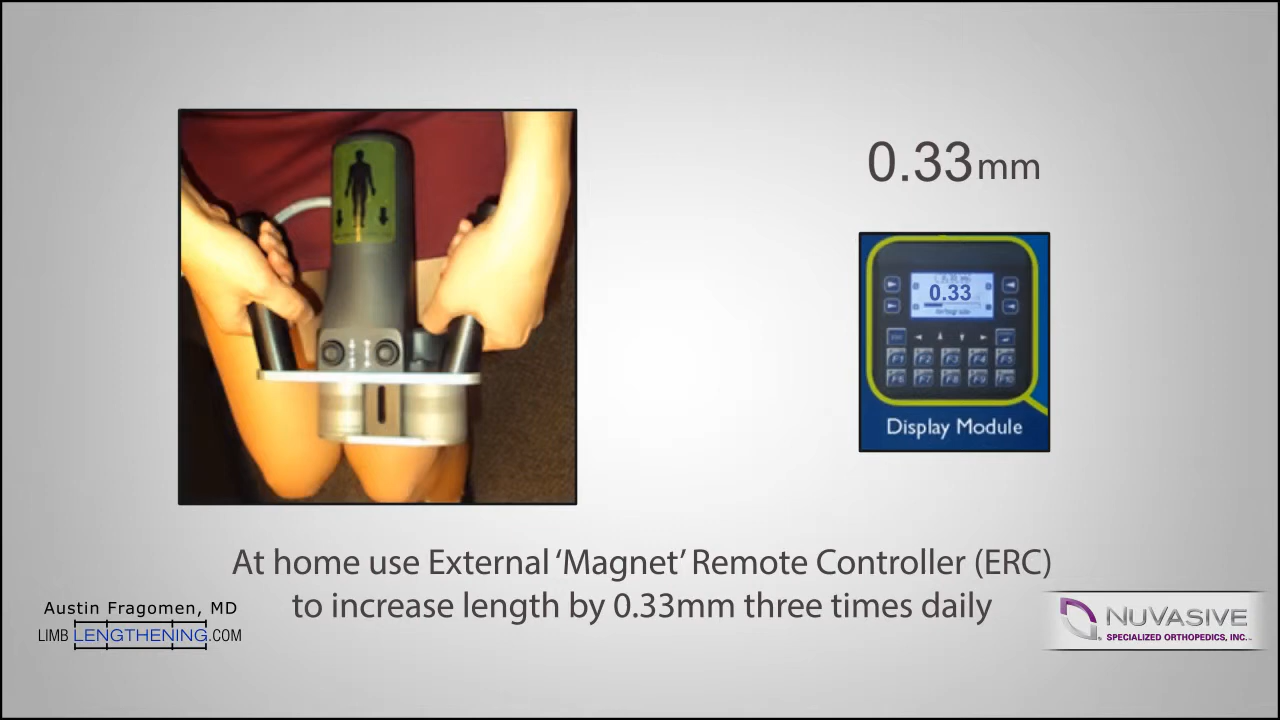 0.33mm
0.33
ESC
F1 F2 F3 F4 F5
F6 F7 F8 F9 F10
Display Module
At home use External ‘Magnet’ Remote Controller (ERC)
to increase length by 0.33mm three times daily
Austin Fragomen, MD
LIMB LENGTHENING.COM
NUVASIVE
SPECIALIZED ORTHOPEDICS, INC.